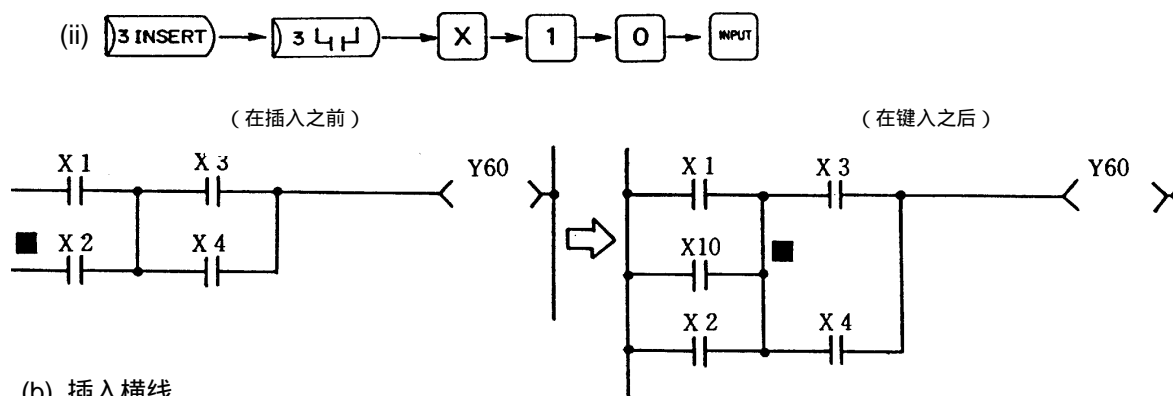 (ii) 3 INSERT 3 X 1 0 INPUT
(在插入之前) (在键入之后)
X 1 X 3 Y60 X 1 X 3 Y60
X 2 X 4 X10
X 2 X 4
(b) 插入横线